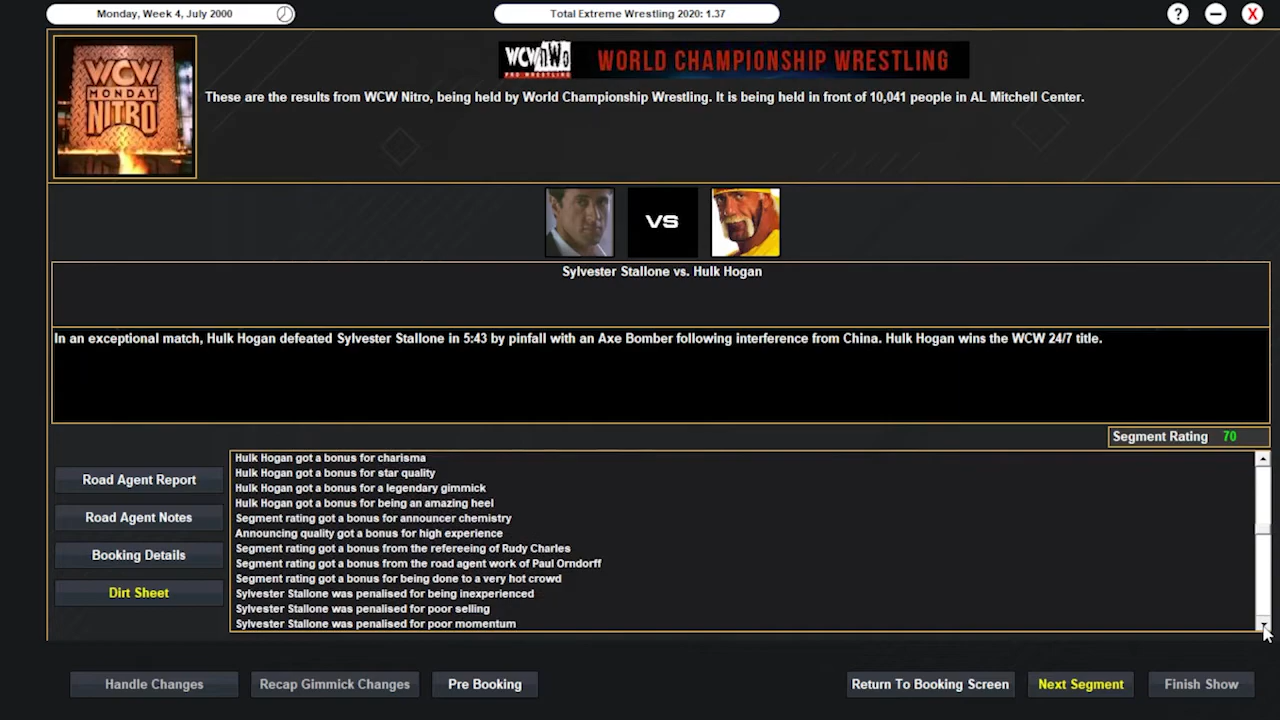 Monday, Week 4, July 2000
Total Extreme Wrestling 2020: 1.37
?
X
WCW
MONDAY
NITRO
WCW/nWo
PRO WRESTLING
WORLD CHAMPIONSHIP WRESTLING
These are the results from WCW Nitro, being held by World Championship Wrestling. It is being held in front of 10,041 people in AL Mitchell Center.
VS
Sylvester Stallone vs. Hulk Hogan
In an exceptional match, Hulk Hogan defeated Sylvester Stallone in 5:43 by pinfall with an Axe Bomber following interference from China. Hulk Hogan wins the WCW 24/7 title.
Segment Rating 70
Road Agent Report
Road Agent Notes
Booking Details
Dirt Sheet
Hulk Hogan got a bonus for charisma
Hulk Hogan got a bonus for star quality
Hulk Hogan got a bonus for a legendary gimmick
Hulk Hogan got a bonus for being an amazing heel
Segment rating got a bonus for announcer chemistry
Announcing quality got a bonus for high experience
Segment rating got a bonus from the refereeing of Rudy Charles
Segment rating got a bonus from the road agent work of Paul Orndorff
Segment rating got a bonus for being done to a very hot crowd
Sylvester Stallone was penalised for being inexperienced
Sylvester Stallone was penalised for poor selling
Sylvester Stallone was penalised for poor momentum
Handle Changes
Recap Gimmick Changes
Pre Booking
Return To Booking Screen
Next Segment
Finish Show